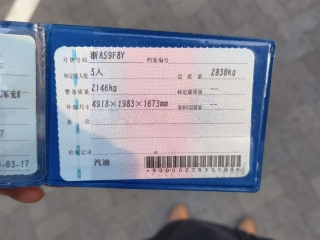 号牌号码 浙AS9F8Y 档案编号
核定载人数 5人 总质量 2830kg
整备质量 2146kg 核定载质量 --
外廓尺寸 4918×1983×1673mm 准牵引总质量 --
备注
检验记录 汽油